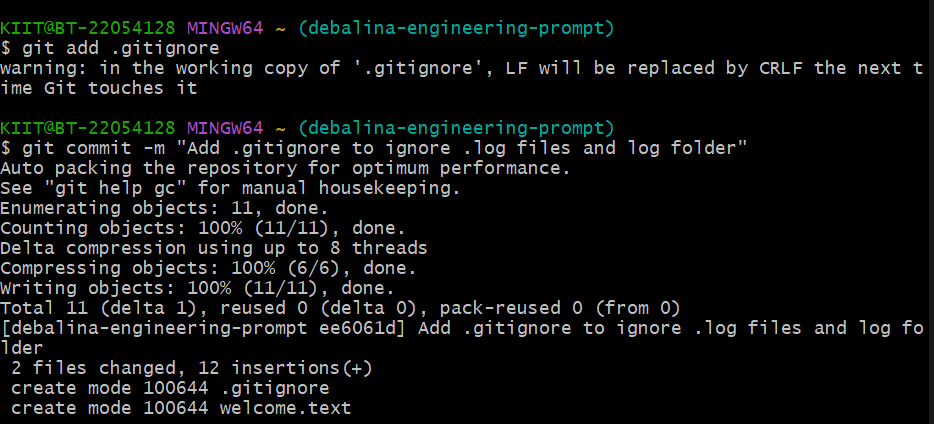 KIIT@BT-22054128 MINGW64 ~ (debalina-engineering-prompt)
$ git add .gitignore
warning: in the working copy of '.gitignore', LF will be replaced by CRLF the next t
ime Git touches it
KIIT@BT-22054128 MINGW64 ~ (debalina-engineering-prompt)
$ git commit -m "Add .gitignore to ignore .log files and log folder"
Auto packing the repository for optimum performance.
See "git help gc" for manual housekeeping.
Enumerating objects: 11, done.
Counting objects: 100% (11/11), done.
Delta compression using up to 8 threads
Compressing objects: 100% (6/6), done.
Writing objects: 100% (11/11), done.
Total 11 (delta 1), reused 0 (delta 0), pack-reused 0 (from 0)
[debalina-engineering-prompt ee6061d] Add .gitignore to ignore .log files and log fo
lder
 2 files changed, 12 insertions(+)
 create mode 100644 .gitignore
 create mode 100644 welcome.text